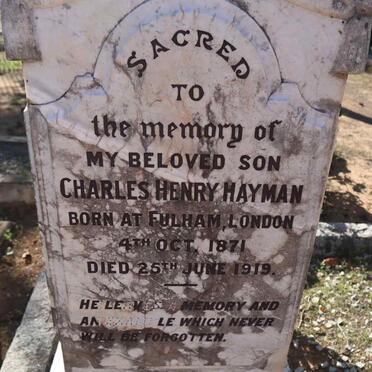 SACRED
TO
the memory of
MY BELOVED SON
CHARLES HENRY HAYMAN
BORN AT FULHAM, LONDON
4TH OCT. 1871
DIED 25TH JUNE 1919.
HE MEMORY AND
WHICH NEVER
WILL BE FORGOTTEN.